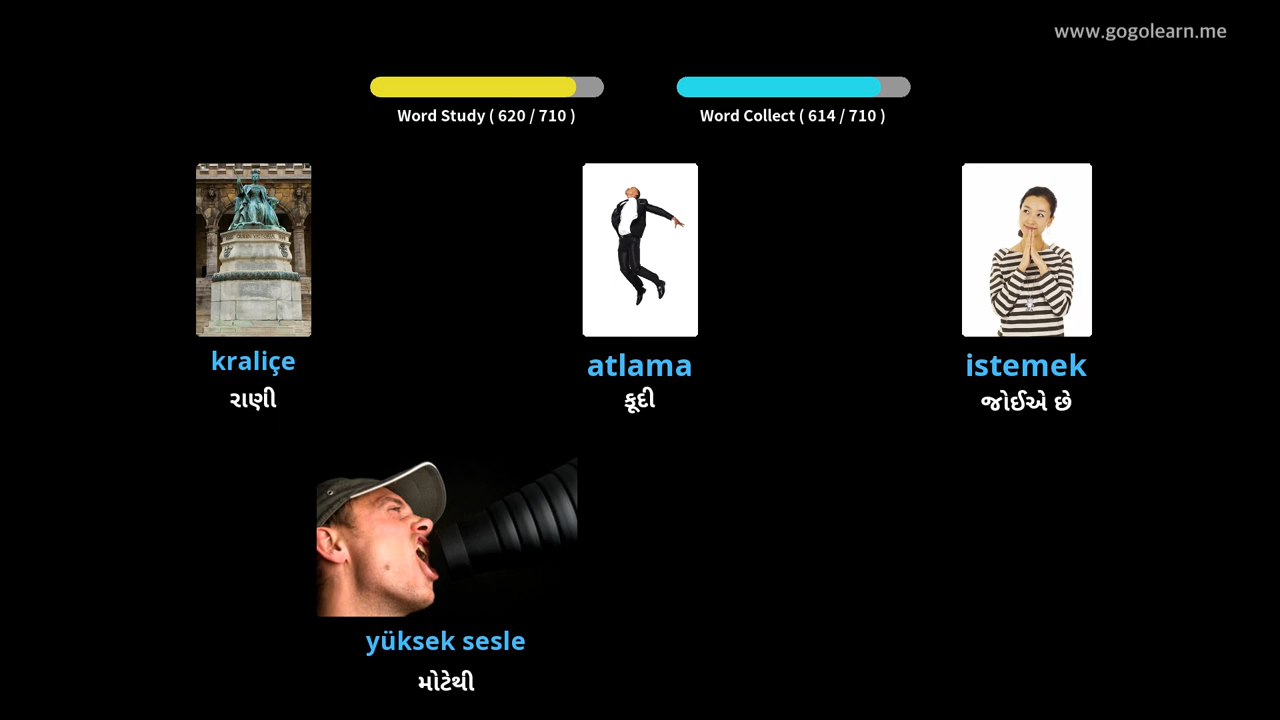 www.gogolearn.me
Word Study ( 620 / 710 )
Word Collect ( 614 / 710 )
kraliçe
રાણી
atlama
કૂદી
istemek
જોઈએ છે
yüksek sesle
મોટેથી